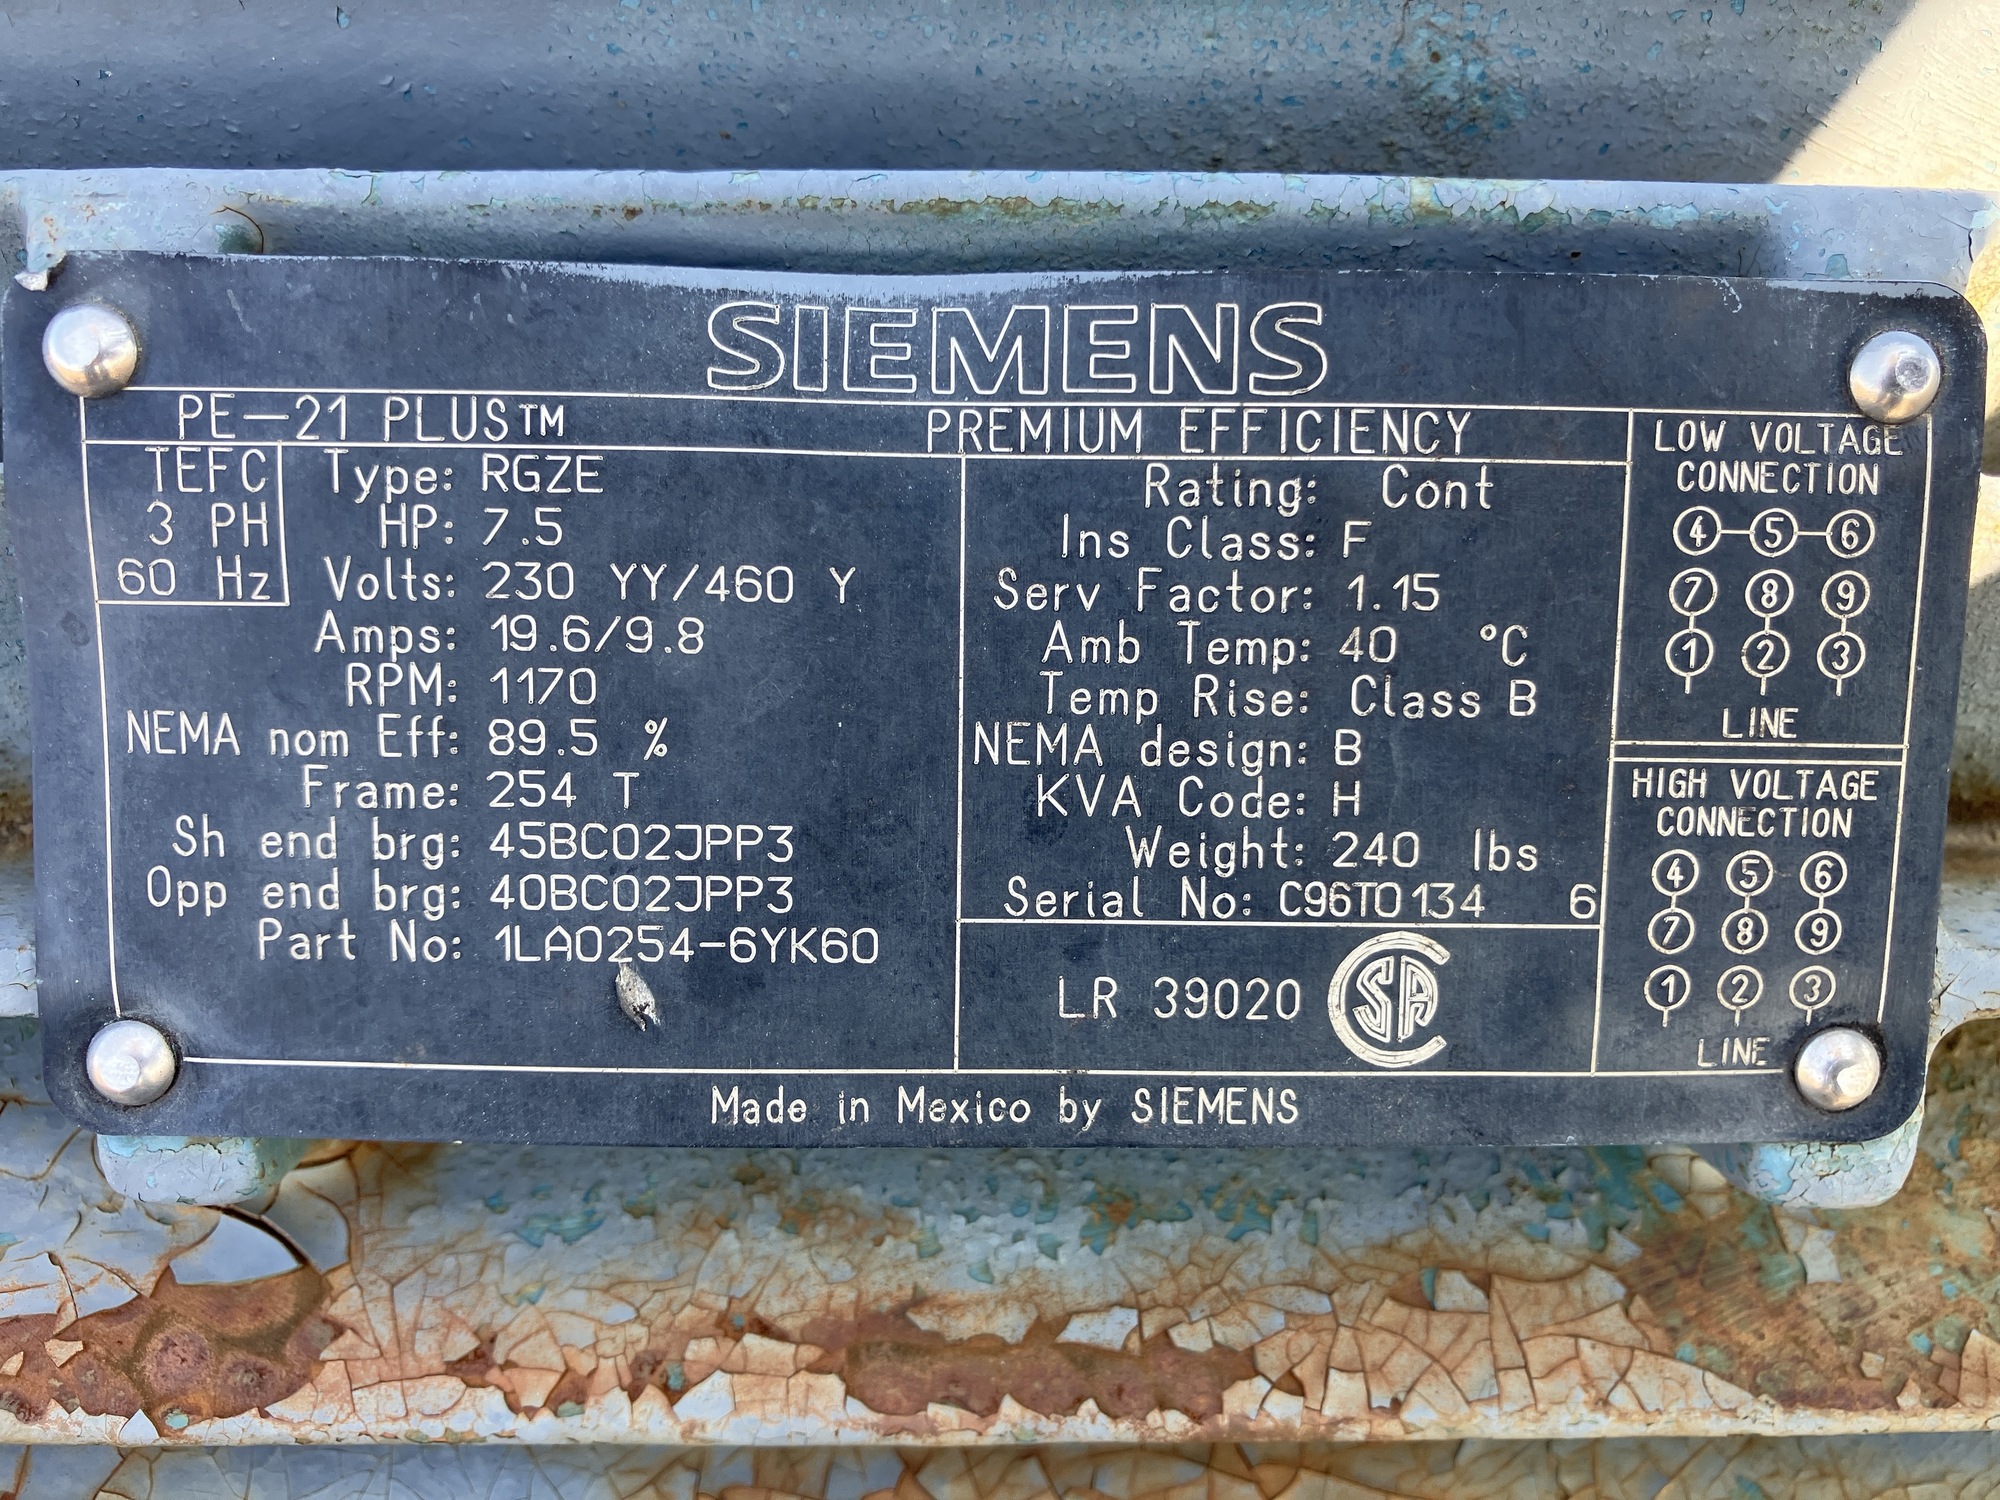 SIEMENS
PE-21 PLUS™ PREMIUM EFFICIENCY
TEFC
3 PH
60 Hz
Type: RGZE
HP: 7.5
Volts: 230 YY/460 Y
Amps: 19.6/9.8
RPM: 1170
NEMA nom Eff: 89.5 %
Frame: 254 T
Sh end brg: 45BC02JPP3
Opp end brg: 40BC02JPP3
Part No: 1LA0254-6YK60
Rating: Cont
Ins Class: F
Serv Factor: 1.15
Amb Temp: 40 °C
Temp Rise: Class B
NEMA design: B
KVA Code: H
Weight: 240 lbs
Serial No: C96T0134 6
LR 39020 CSA
LOW VOLTAGE
CONNECTION
4 5 6
7 8 9
1 2 3
LINE
HIGH VOLTAGE
CONNECTION
4 5 6
7 8 9
1 2 3
LINE
Made in Mexico by SIEMENS